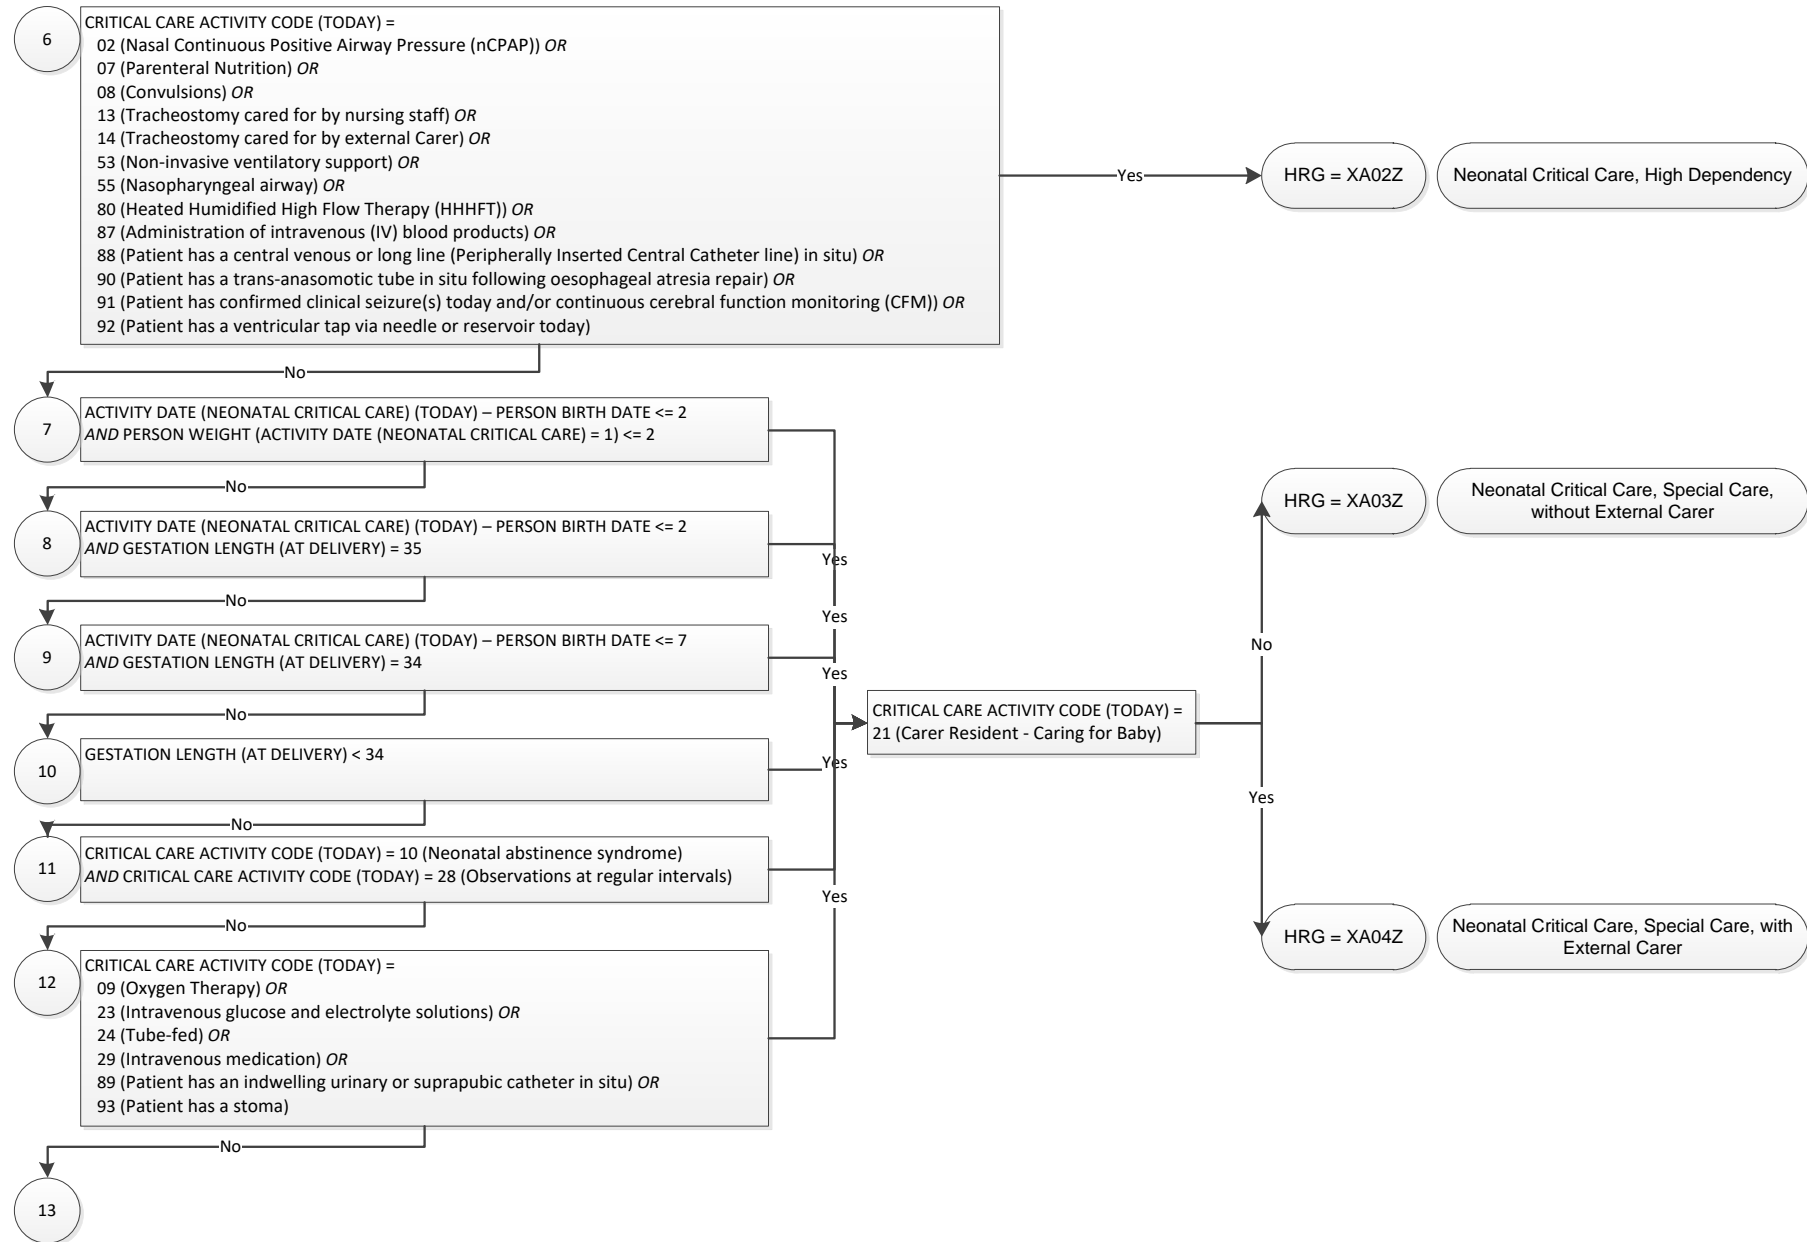 6
CRITICAL CARE ACTIVITY CODE (TODAY) =
02 (Nasal Continuous Positive Airway Pressure (nCPAP)) OR
07 (Parenteral Nutrition) OR
08 (Convulsions) OR
13 (Tracheostomy cared for by nursing staff) OR
14 (Tracheostomy cared for by external Carer) OR
53 (Non-invasive ventilatory support) OR
55 (Nasopharyngeal airway) OR
80 (Heated Humidified High Flow Therapy (HHHFT)) OR
87 (Administration of intravenous (IV) blood products) OR
88 (Patient has a central venous or long line (Peripherally Inserted Central Catheter line) in situ) OR
90 (Patient has a trans-anasomotic tube in situ following oesophageal atresia repair) OR
91 (Patient has confirmed clinical seizure(s) today and/or continuous cerebral function monitoring (CFM)) OR
92 (Patient has a ventricular tap via needle or reservoir today)
Yes
HRG = XA02Z
Neonatal Critical Care, High Dependency
No
7
ACTIVITY DATE (NEONATAL CRITICAL CARE) (TODAY) – PERSON BIRTH DATE <= 2
AND PERSON WEIGHT (ACTIVITY DATE (NEONATAL CRITICAL CARE) = 1) <= 2
Yes
No
8
ACTIVITY DATE (NEONATAL CRITICAL CARE) (TODAY) – PERSON BIRTH DATE <= 2
AND GESTATION LENGTH (AT DELIVERY) = 35
Yes
No
9
ACTIVITY DATE (NEONATAL CRITICAL CARE) (TODAY) – PERSON BIRTH DATE <= 7
AND GESTATION LENGTH (AT DELIVERY) = 34
Yes
No
10
GESTATION LENGTH (AT DELIVERY) < 34
Yes
No
11
CRITICAL CARE ACTIVITY CODE (TODAY) = 10 (Neonatal abstinence syndrome)
AND CRITICAL CARE ACTIVITY CODE (TODAY) = 28 (Observations at regular intervals)
Yes
No
12
CRITICAL CARE ACTIVITY CODE (TODAY) =
09 (Oxygen Therapy) OR
23 (Intravenous glucose and electrolyte solutions) OR
24 (Tube-fed) OR
29 (Intravenous medication) OR
89 (Patient has an indwelling urinary or suprapubic catheter in situ) OR
93 (Patient has a stoma)
No
13
CRITICAL CARE ACTIVITY CODE (TODAY) =
21 (Carer Resident - Caring for Baby)
No
HRG = XA03Z
Neonatal Critical Care, Special Care,
without External Carer
Yes
HRG = XA04Z
Neonatal Critical Care, Special Care, with
External Carer